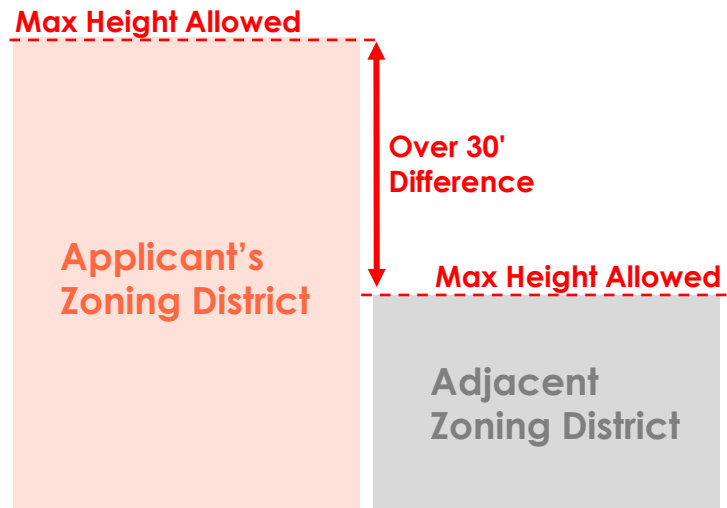 Max Height Allowed
Over 30'
Difference
Applicant’s
Zoning District
Max Height Allowed
Adjacent
Zoning District